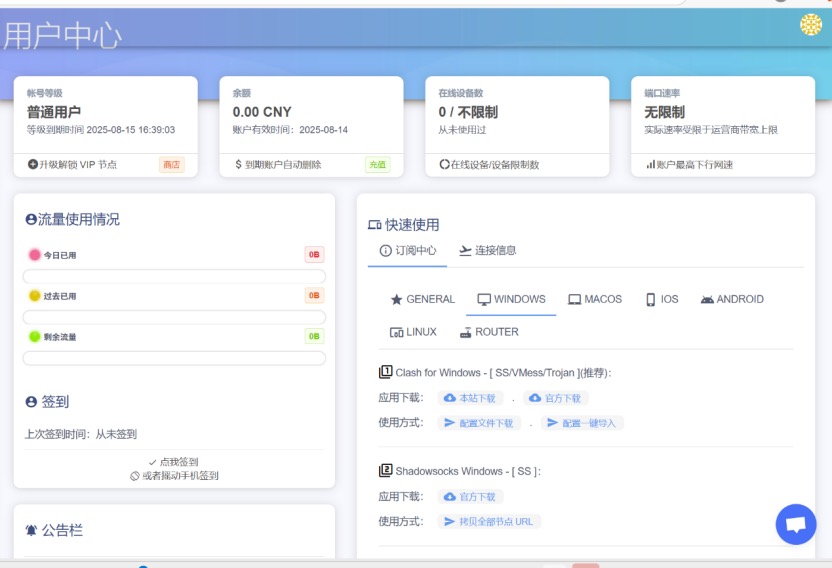 用户中心
帐号等级
普通用户
等级到期时间 2025-08-15 16:39:03
升级解锁 VIP 节点 商店
余额
0.00 CNY
账户有效时间：2025-08-14
$ 到期账户自动删除 充值
在线设备数
0 / 不限制
从未使用过
在线设备/设备限制数
端口速率
无限制
实际速率受限于运营商带宽上限
账户最高下行网速
流量使用情况
今日已用 0B
过去已用 0B
剩余流量 0B
签到
上次签到时间：从未签到
点我签到
或者摇动手机签到
公告栏
快速使用
订阅中心 连接信息
GENERAL WINDOWS MACOS IOS ANDROID
LINUX ROUTER
1 Clash for Windows - [ SS/VMess/Trojan ](推荐)：
应用下载： 本站下载 . 官方下载
使用方式： 配置文件下载 . 配置一键导入
2 Shadowsocks Windows - [ SS ]：
应用下载： 官方下载
使用方式： 拷贝全部节点 URL